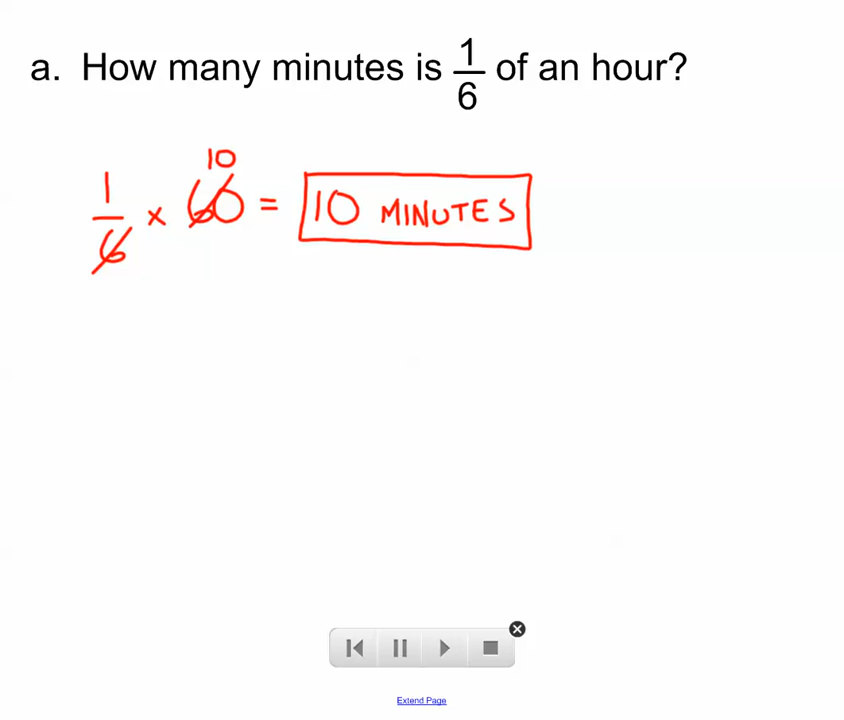 a. How many minutes is 1/6 of an hour?
10
1/6 × 60 = 10 MINUTES
Extend Page